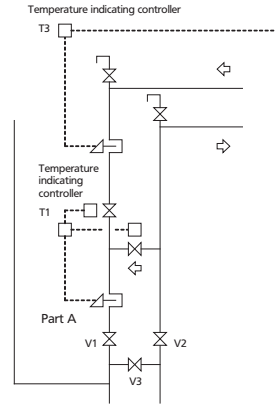 Temperature indicating controller
T3
Temperature
indicating
controller
T1
Part A
V1
V2
V3